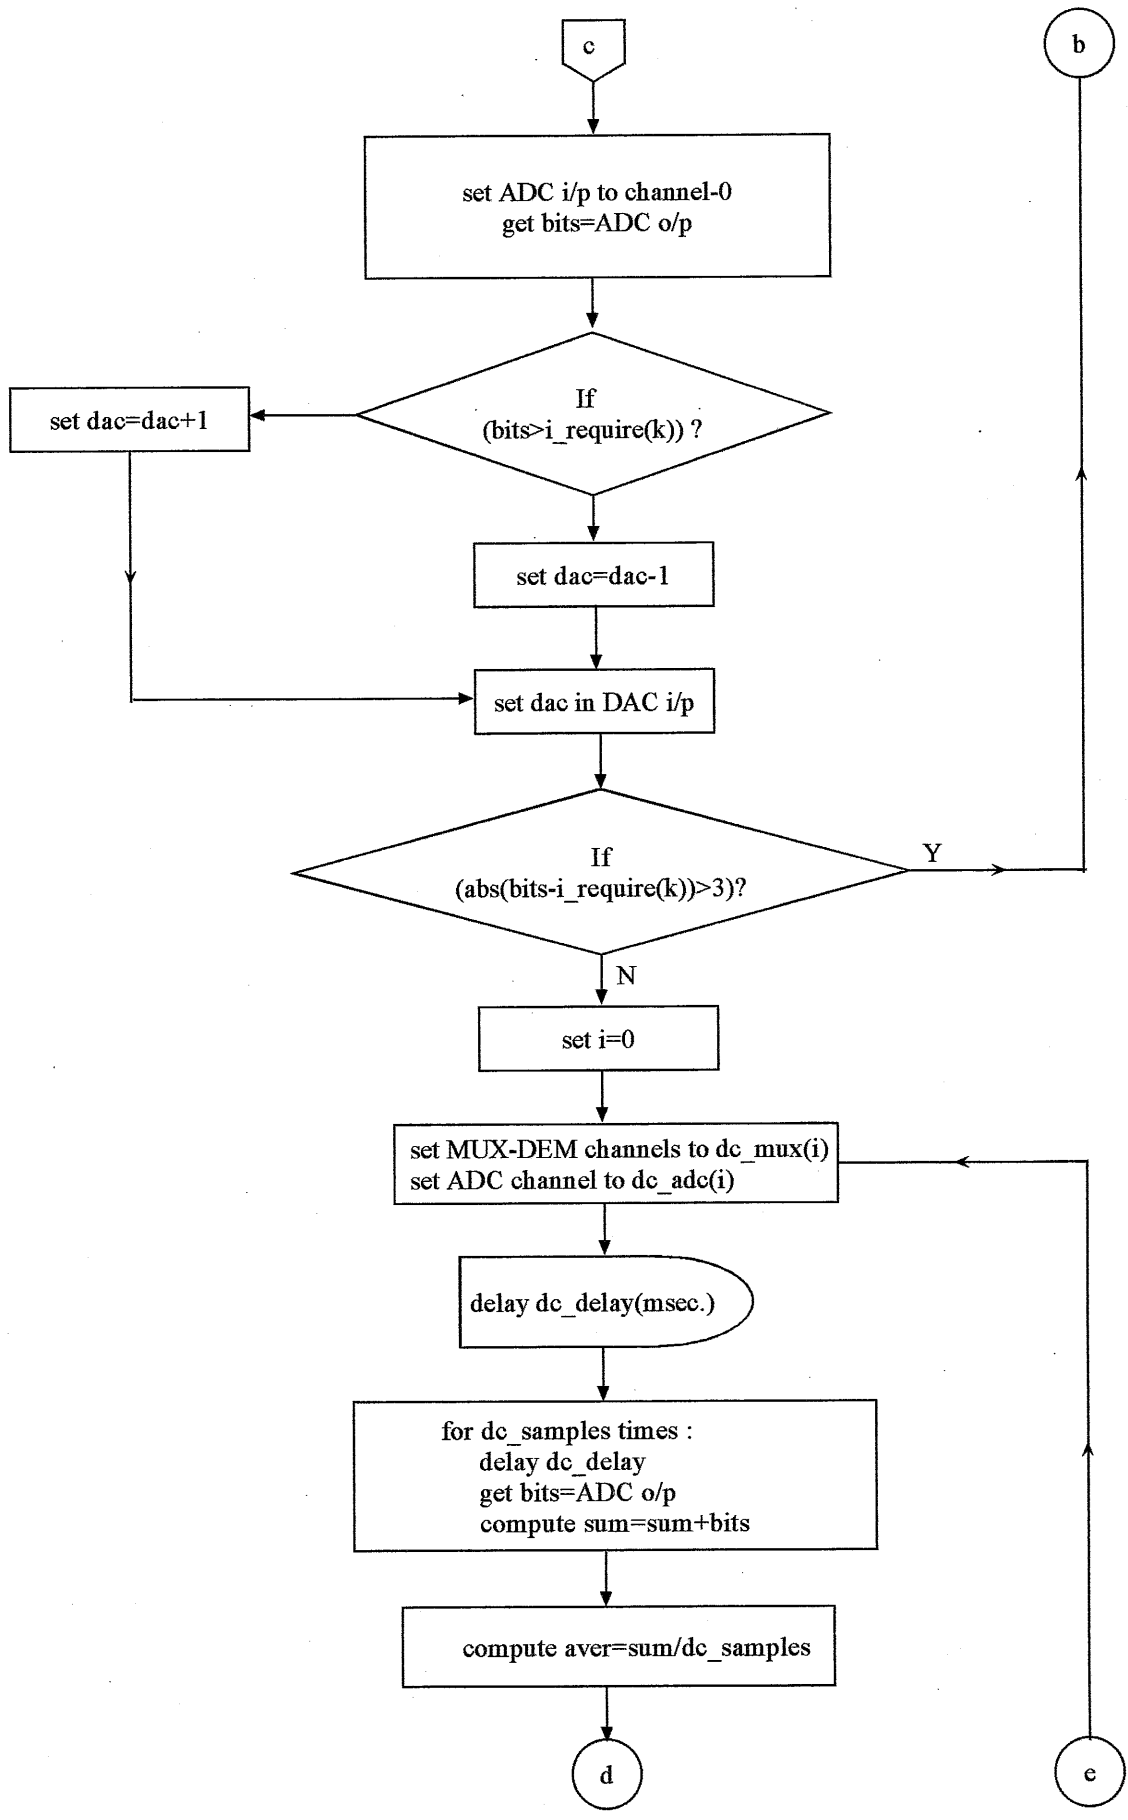 c
b
set ADC i/p to channel-0
get bits=ADC o/p
If
(bits>i_require(k)) ?
set dac=dac+1
set dac=dac-1
set dac in DAC i/p
If
(abs(bits-i_require(k))>3)?
Y
N
set i=0
set MUX-DEM channels to dc_mux(i)
set ADC channel to dc_adc(i)
delay dc_delay(msec.)
for dc_samples times :
delay dc_delay
get bits=ADC o/p
compute sum=sum+bits
compute aver=sum/dc_samples
d
e